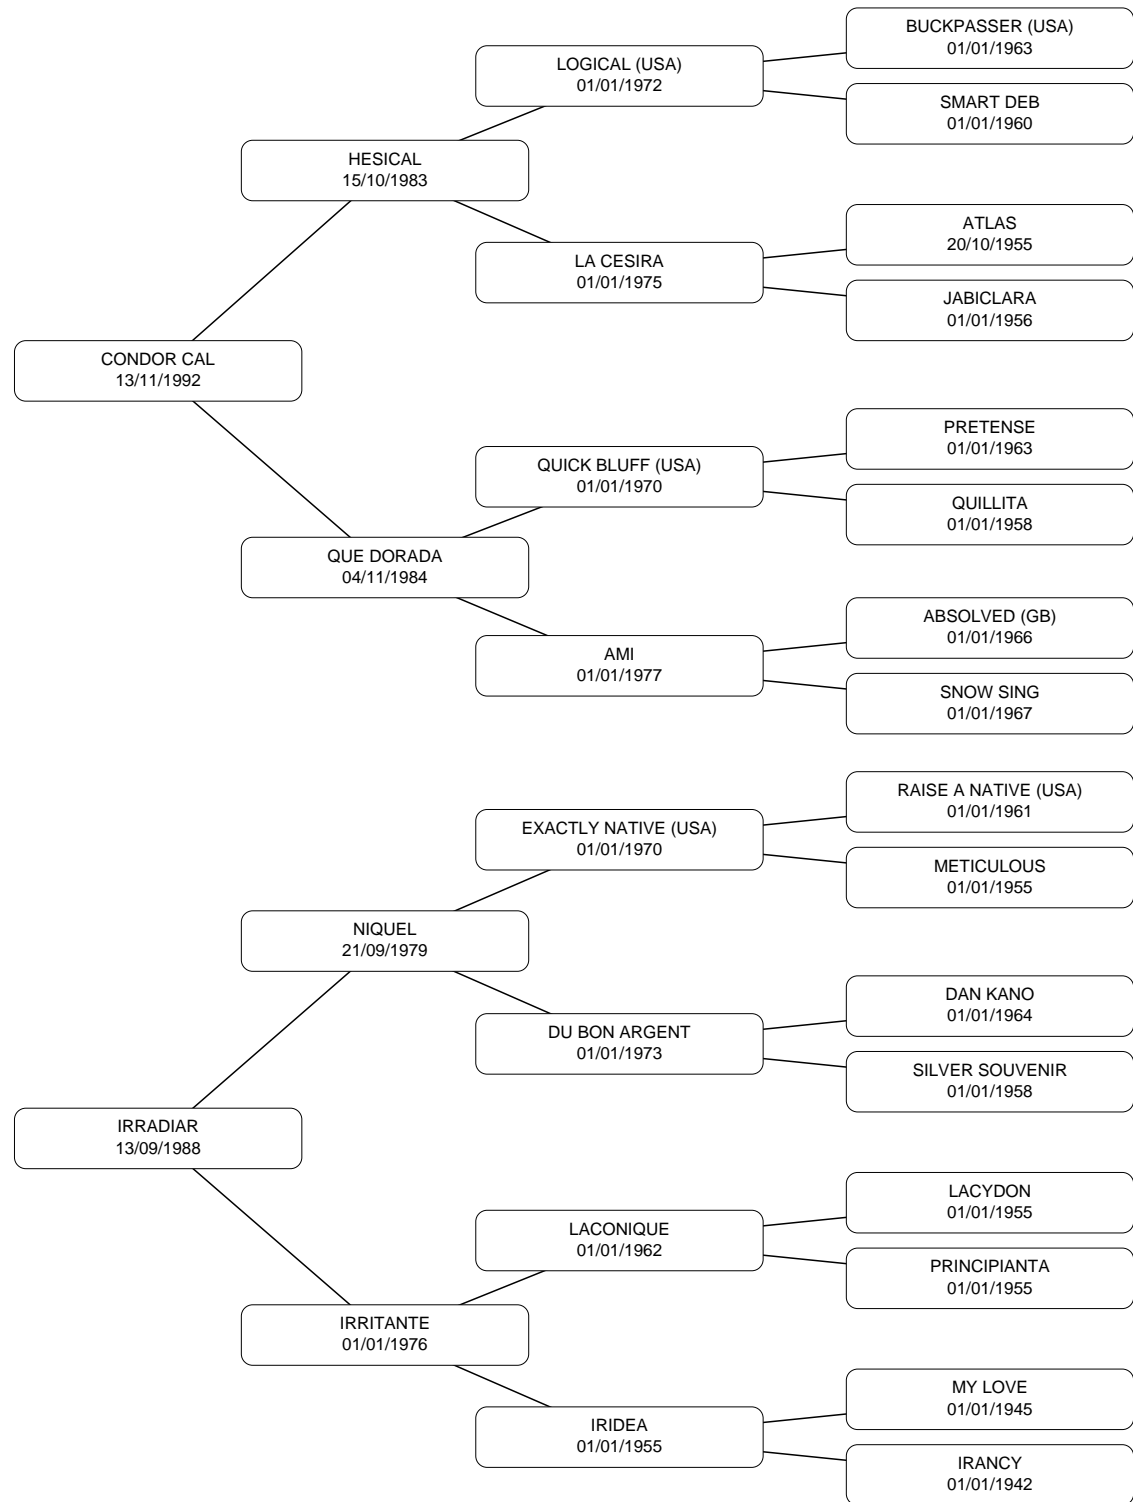 BUCKPASSER (USA)
01/01/1963
LOGICAL (USA)
01/01/1972
SMART DEB
01/01/1960
HESICAL
15/10/1983
ATLAS
20/10/1955
LA CESIRA
01/01/1975
JABICLARA
01/01/1956
CONDOR CAL
13/11/1992
PRETENSE
01/01/1963
QUICK BLUFF (USA)
01/01/1970
QUILLITA
01/01/1958
QUE DORADA
04/11/1984
ABSOLVED (GB)
01/01/1966
AMI
01/01/1977
SNOW SING
01/01/1967
RAISE A NATIVE (USA)
01/01/1961
EXACTLY NATIVE (USA)
01/01/1970
METICULOUS
01/01/1955
NIQUEL
21/09/1979
DAN KANO
01/01/1964
DU BON ARGENT
01/01/1973
SILVER SOUVENIR
01/01/1958
IRRADIAR
13/09/1988
LACYDON
01/01/1955
LACONIQUE
01/01/1962
PRINCIPIANTA
01/01/1955
IRRITANTE
01/01/1976
MY LOVE
01/01/1945
IRIDEA
01/01/1955
IRANCY
01/01/1942